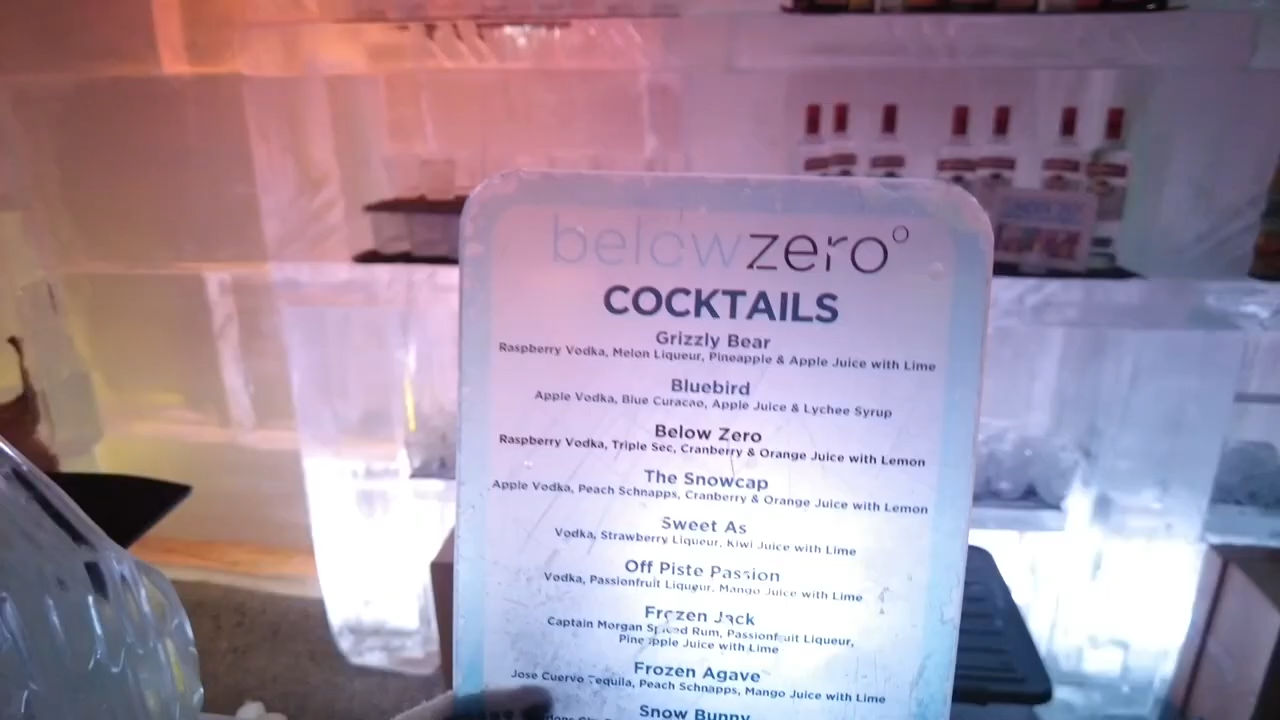 belowzero°
COCKTAILS
Grizzly Bear
Raspberry Vodka, Melon Liqueur, Pineapple & Apple Juice with Lime
Bluebird
Apple Vodka, Blue Curacao, Apple Juice & Lychee Syrup
Below Zero
Raspberry Vodka, Triple Sec, Cranberry & Orange Juice with Lemon
The Snowcap
Apple Vodka, Peach Schnapps, Cranberry & Orange Juice with Lemon
Sweet As
Vodka, Strawberry Liqueur, Kiwi Juice with Lime
Off Piste Passion
Vodka, Passionfruit Liqueur, Mango Juice with Lime
Frozen Jack
Captain Morgan Spiced Rum, Passionfruit Liqueur,
Pineapple Juice with Lime
Frozen Agave
Jose Cuervo Tequila, Peach Schnapps, Mango Juice with Lime
Snow Bunny